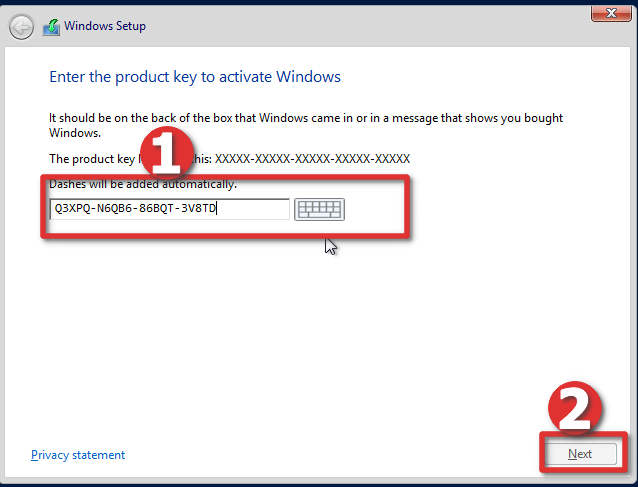 Windows Setup
Enter the product key to activate Windows
It should be on the back of the box that Windows came in or in a message that shows you bought
Windows.
1
The product key this: XXXXX-XXXXX-XXXXX-XXXXX-XXXXX
Dashes will be added automatically.
Q3XPQ-N6QB6-86BQT-3V8TD
2
Privacy statement
Next